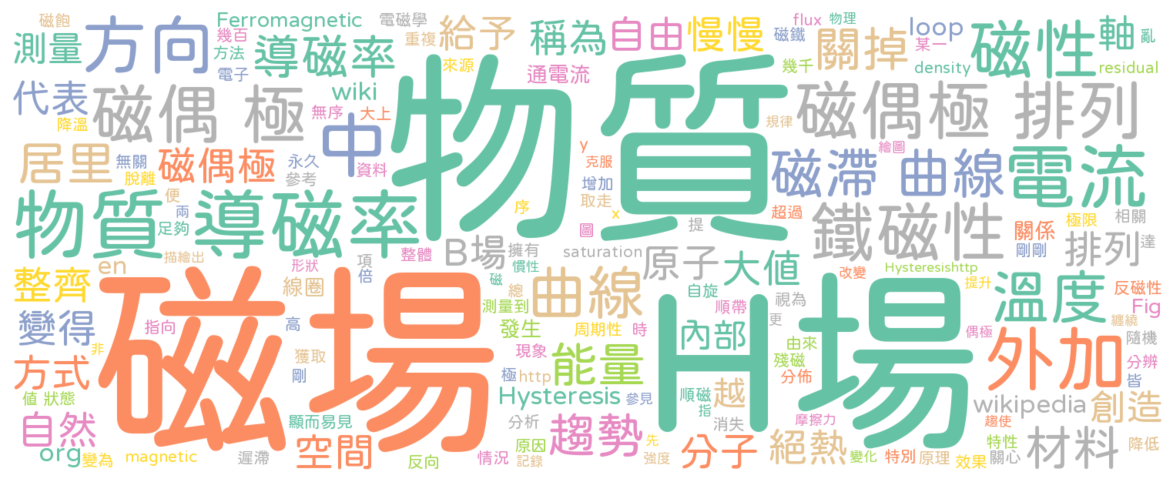 磁飽
Ferromagnetic
電磁學
flux
物理
測量
方向
幾百
方法
導磁率
重複
給予
稱為
自由
慢慢
磁鐵
關掉
loop
某一
磁性
軸
亂
電子
來源
通電流
幾千
density
residual
代表
磁偶 極
wiki
無序
大上
中
物質
磁偶極 排列
降溫
規律
繪圖
居里
無關
脫離
磁偶極
永久
參考
資料
y
克服
增加
取走
x
磁滯 曲線
電流
便
兩
足夠
序
超過
極限
相關
物質
導磁率
圖
提
鐵磁性
關係
剛剛
排列
達
描繪出
整體
B場
擁有
慣性
saturation
原子
大值
改變
Hysteresishttp
提升
反磁性
整齊
en
形狀
項
倍
線圈
磁
總
曲線
自旋
順帶
視為
溫度
Fig
纏繞
變得
指向
磁場
高
測量到
發生
周期性
時
H場
內部
更
由來
偶極
隨機
非
獲取
現象
能量
殘磁
分佈
外加
分辨
方式
剛
極
http
順磁
指
越
皆
值
狀態
Hysteresis
參見
摩擦力
wikipedia
趨使
創造
自然
顯而易見
分析
趨勢
消失
org
變為
magnetic
遲滯
空間
反向
情況
原因
記錄
先
強度
分子
絕熱
變化
特別
原理
特性
效果
關心
材料
降低